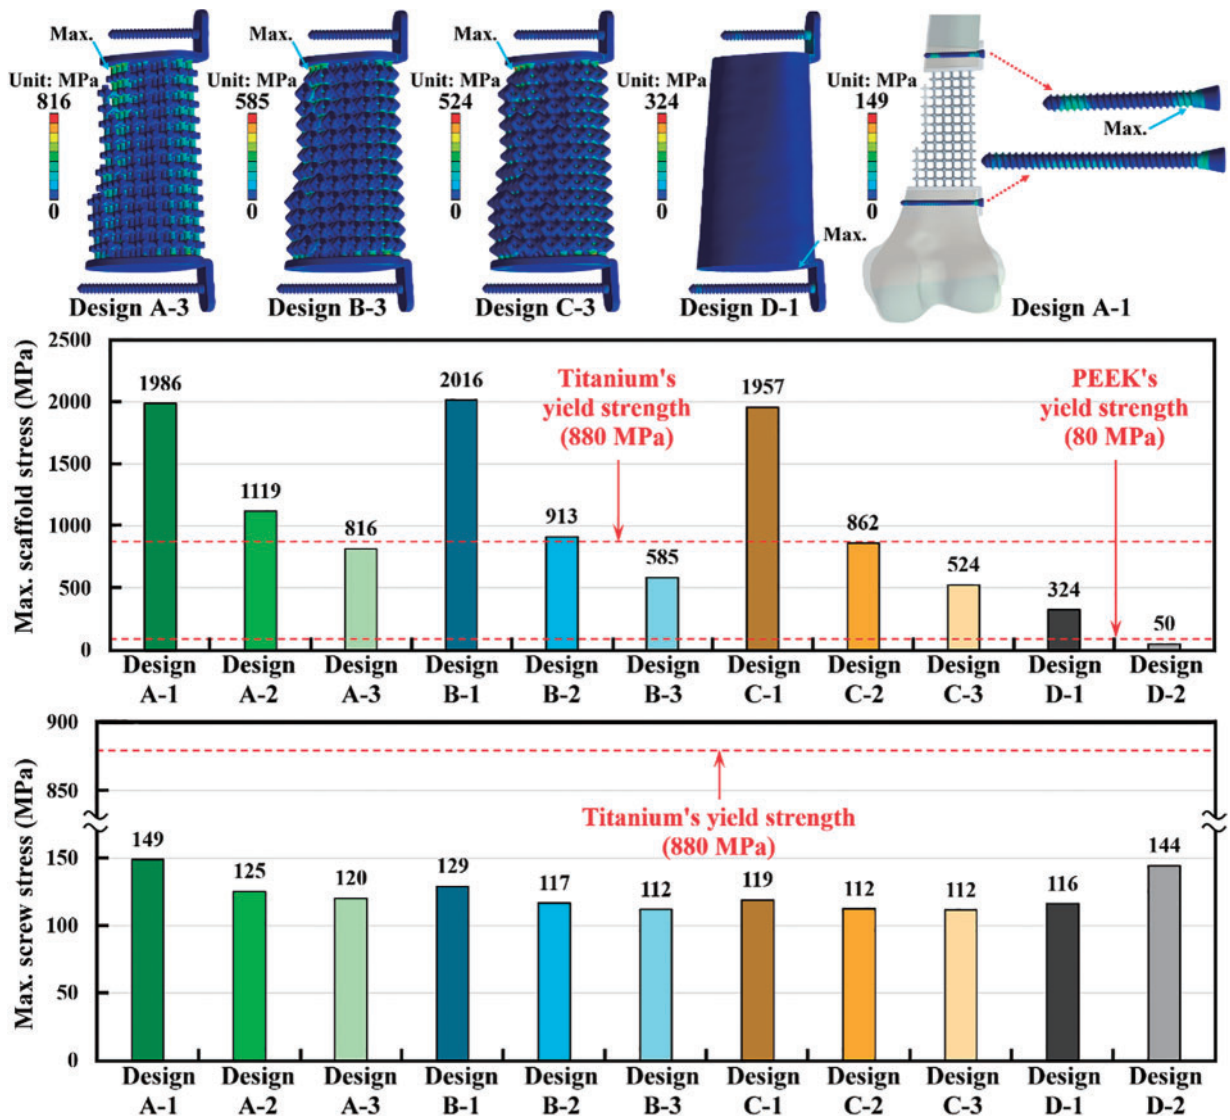 Max.
Unit: MPa
816
0
Design A-3
Max.
Unit: MPa
585
0
Design B-3
Max.
Unit: MPa
524
0
Design C-3
Unit: MPa
324
0
Max.
Design D-1
Unit: MPa
149
0
Max.
Design A-1
Max. scaffold stress (MPa)
2500
2000
1500
1000
500
0
1986
1119
816
2016
913
585
1957
862
524
324
50
Titanium's
yield strength
(880 MPa)
PEEK's
yield strength
(80 MPa)
Design A-1
Design A-2
Design A-3
Design B-1
Design B-2
Design B-3
Design C-1
Design C-2
Design C-3
Design D-1
Design D-2
Max. screw stress (MPa)
900
850
150
100
50
0
Titanium's yield strength
(880 MPa)
149
125
120
129
117
112
119
112
112
116
144
Design A-1
Design A-2
Design A-3
Design B-1
Design B-2
Design B-3
Design C-1
Design C-2
Design C-3
Design D-1
Design D-2